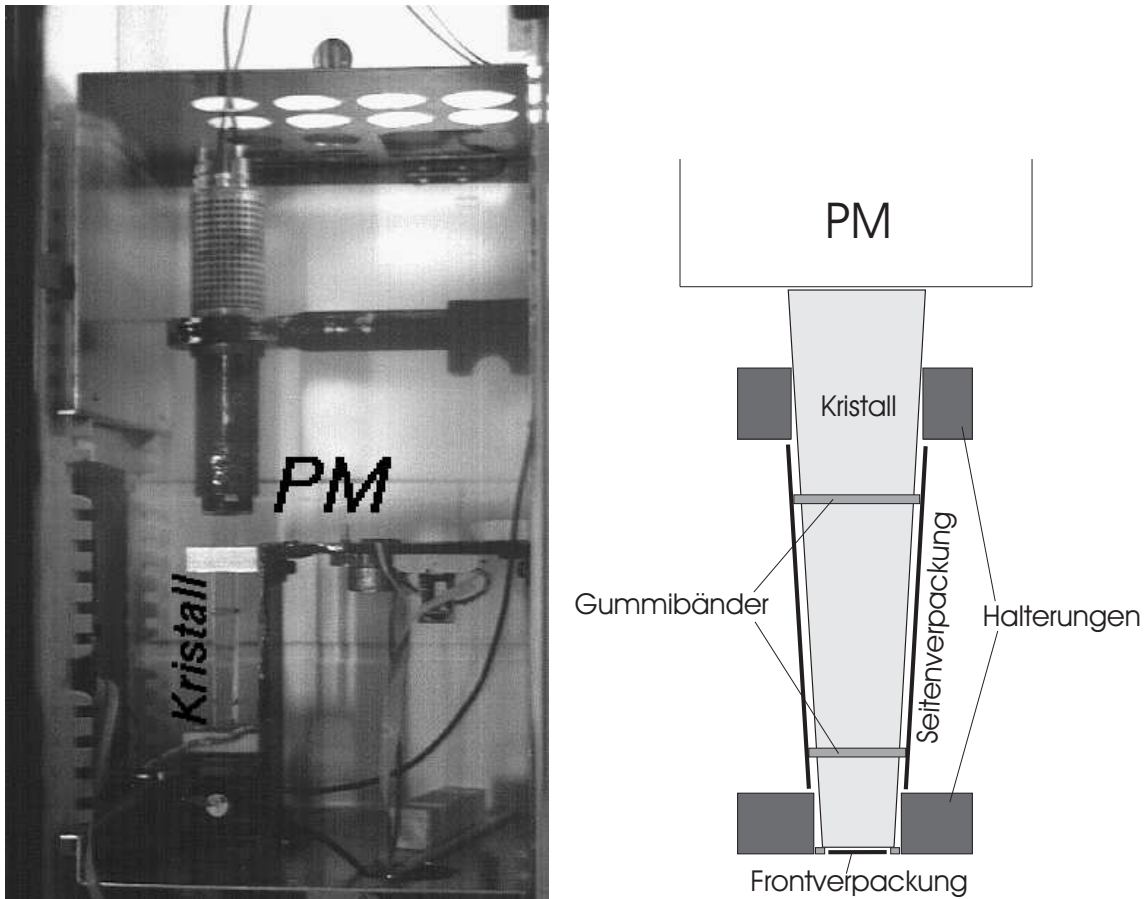 PM
Kristall
PM
Kristall
Gummibänder
Seitenverpackung
Halterungen
Frontverpackung